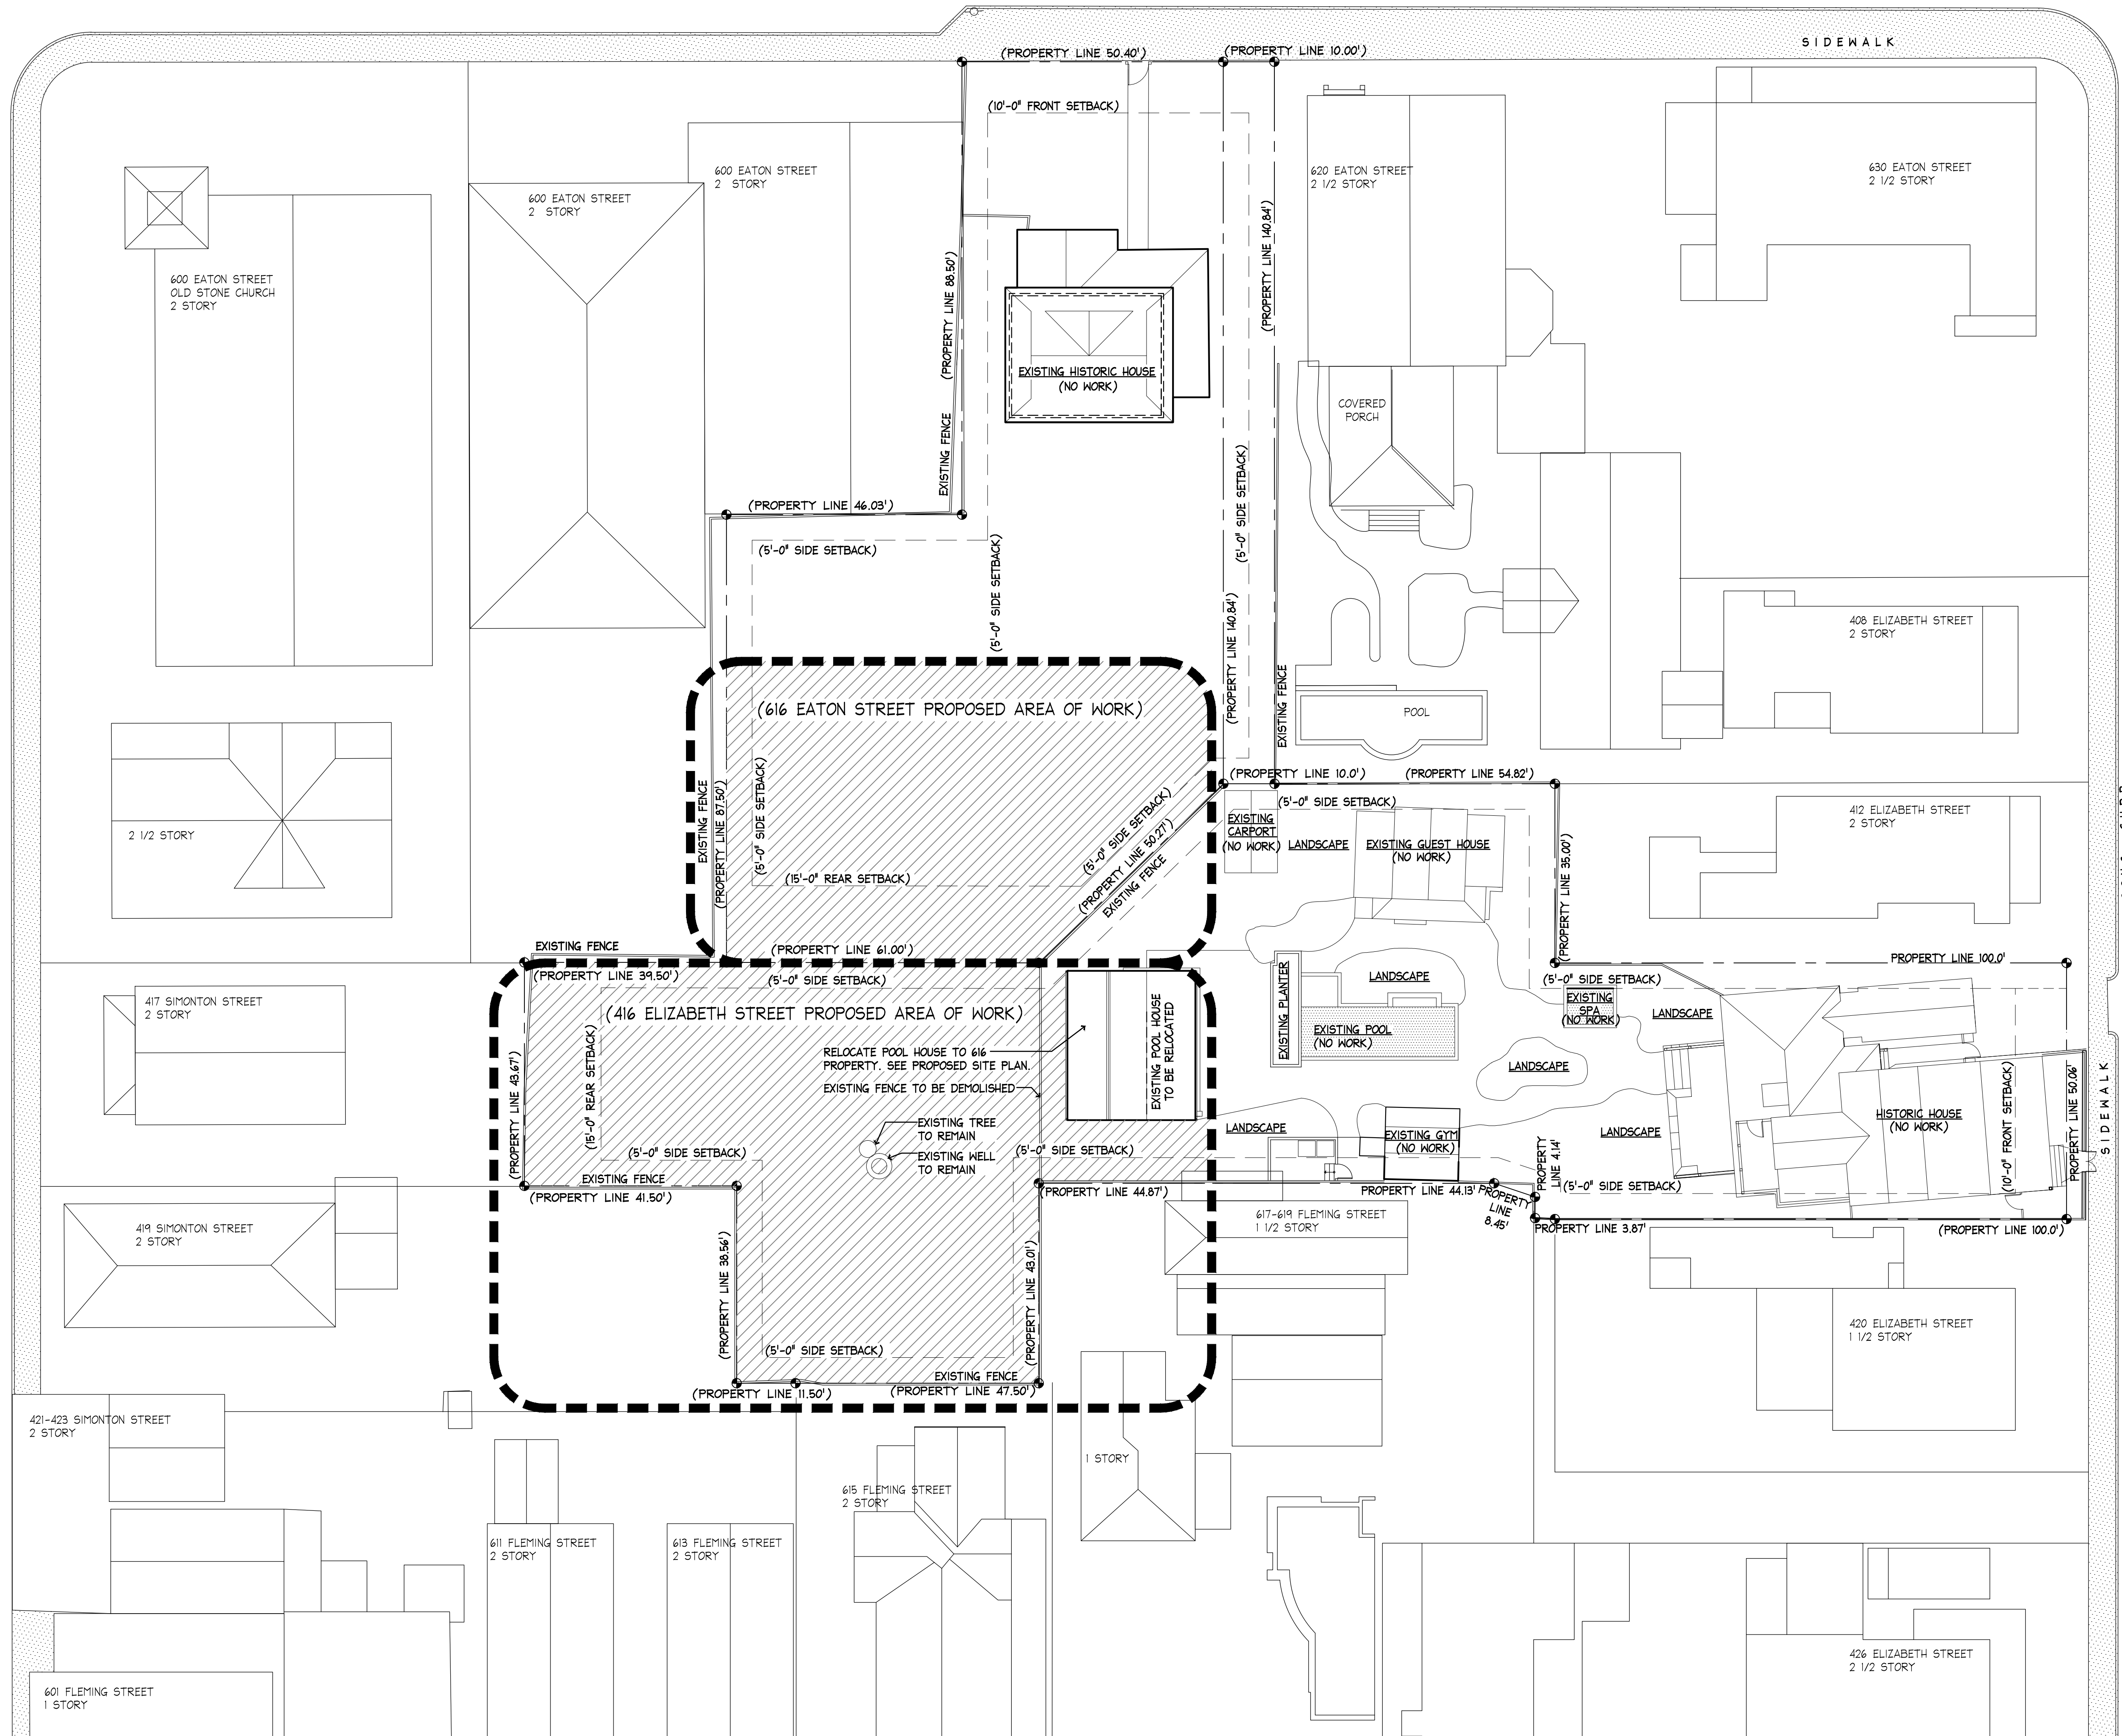 SIDEWALK
(PROPERTY LINE 50.40')
(PROPERTY LINE 10.00')
(10'-0" FRONT SETBACK)
600 EATON STREET
2 STORY
600 EATON STREET
2 STORY
620 EATON STREET
2 1/2 STORY
630 EATON STREET
2 1/2 STORY
600 EATON STREET
OLD STONE CHURCH
2 STORY
(PROPERTY LINE 88.50')
EXISTING FENCE
(PROPERTY LINE 140.84')
EXISTING HISTORIC HOUSE
(NO WORK)
COVERED
PORCH
(PROPERTY LINE 46.03')
(5'-0" SIDE SETBACK)
(5'-0" SIDE SETBACK)
(5'-0" SIDE SETBACK)
(PROPERTY LINE 140.84')
EXISTING FENCE
408 ELIZABETH STREET
2 STORY
(616 EATON STREET PROPOSED AREA OF WORK)
POOL
(PROPERTY LINE 10.0')
(PROPERTY LINE 54.82')
(5'-0" SIDE SETBACK)
412 ELIZABETH STREET
2 STORY
2 1/2 STORY
EXISTING FENCE
(PROPERTY LINE 87.50')
(5'-0" SIDE SETBACK)
(5'-0" SIDE SETBACK)
(PROPERTY LINE 50.27')
EXISTING FENCE
EXISTING
CARPORT
(NO WORK)
LANDSCAPE
EXISTING GUEST HOUSE
(NO WORK)
(PROPERTY LINE 35.00')
(15'-0" REAR SETBACK)
EXISTING FENCE
(PROPERTY LINE 61.00')
PROPERTY LINE 100.0'
(PROPERTY LINE 39.50')
(5'-0" SIDE SETBACK)
LANDSCAPE
(5'-0" SIDE SETBACK)
417 SIMONTON STREET
2 STORY
(416 ELIZABETH STREET PROPOSED AREA OF WORK)
EXISTING POOL HOUSE
TO BE RELOCATED
EXISTING PLANTER
EXISTING POOL
(NO WORK)
EXISTING
SPA
(NO WORK)
LANDSCAPE
RELOCATE POOL HOUSE TO 616
PROPERTY. SEE PROPOSED SITE PLAN.
EXISTING FENCE TO BE DEMOLISHED
LANDSCAPE
(PROPERTY LINE 43.67')
(15'-0" REAR SETBACK)
EXISTING TREE
TO REMAIN
EXISTING WELL
TO REMAIN
LANDSCAPE
EXISTING GYM
(NO WORK)
LANDSCAPE
HISTORIC HOUSE
(NO WORK)
(10'-0" FRONT SETBACK)
PROPERTY LINE 50.06'
SIDEWALK
(5'-0" SIDE SETBACK)
(5'-0" SIDE SETBACK)
PROPERTY
LINE 4.14'
EXISTING FENCE
(5'-0" SIDE SETBACK)
(PROPERTY LINE 41.50')
(PROPERTY LINE 44.87')
PROPERTY LINE 44.13'
PROPERTY
LINE
8.45'
PROPERTY LINE 3.87'
(PROPERTY LINE 100.0')
617-619 FLEMING STREET
1 1/2 STORY
419 SIMONTON STREET
2 STORY
(PROPERTY LINE 38.56')
(PROPERTY LINE 43.01')
420 ELIZABETH STREET
1 1/2 STORY
(5'-0" SIDE SETBACK)
EXISTING FENCE
(PROPERTY LINE 11.50')
(PROPERTY LINE 47.50')
421-423 SIMONTON STREET
2 STORY
1 STORY
615 FLEMING STREET
2 STORY
611 FLEMING STREET
2 STORY
613 FLEMING STREET
2 STORY
426 ELIZABETH STREET
2 1/2 STORY
601 FLEMING STREET
1 STORY